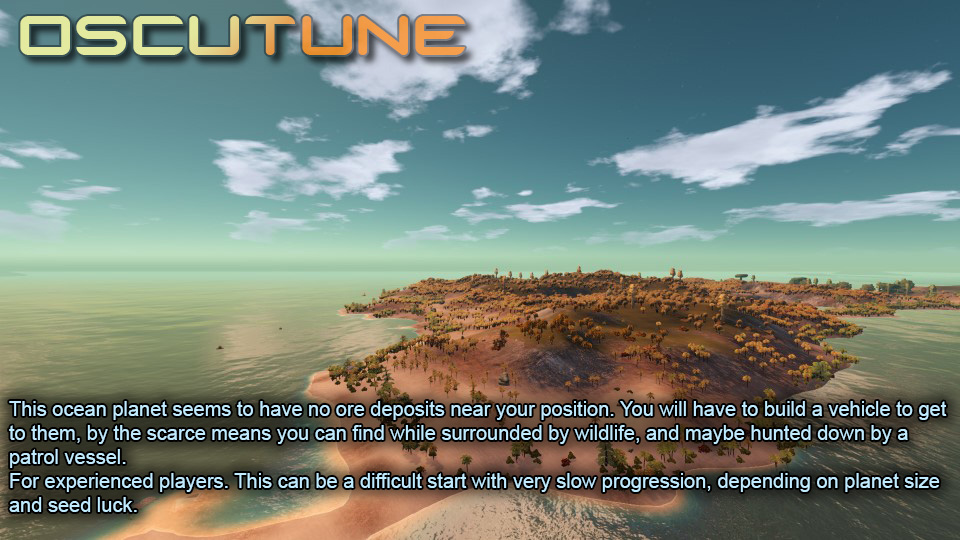 OSCUTUNE
This ocean planet seems to have no ore deposits near your position. You will have to build a vehicle to get
to them, by the scarce means you can find while surrounded by wildlife, and maybe hunted down by a
patrol vessel.
For experienced players. This can be a difficult start with very slow progression, depending on planet size
and seed luck.